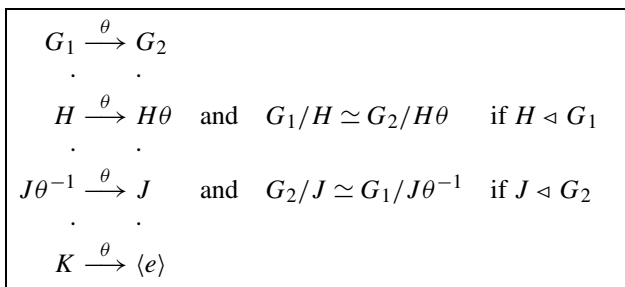 G₁ —θ→ G₂
. .
H —θ→ Hθ and G₁/H ≃ G₂/Hθ if H ◃ G₁
. .
Jθ⁻¹ —θ→ J and G₂/J ≃ G₁/Jθ⁻¹ if J ◃ G₂
. .
K —θ→ ⟨e⟩